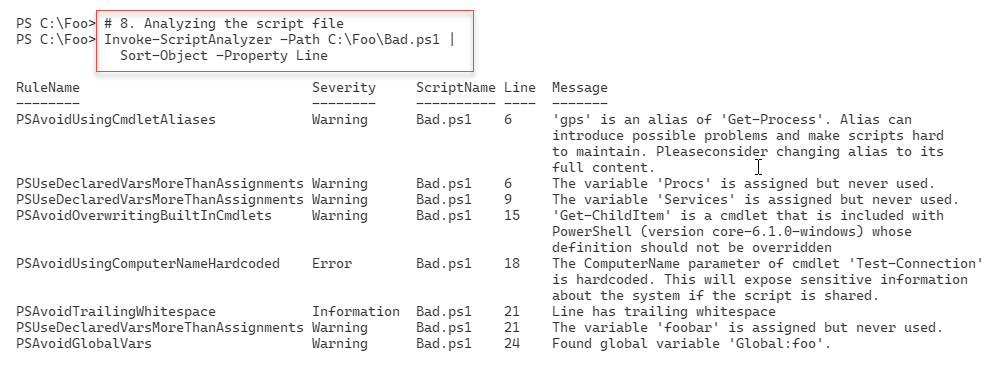 PS C:\Foo> # 8. Analyzing the script file
PS C:\Foo> Invoke-ScriptAnalyzer -Path C:\Foo\Bad.ps1 |
             Sort-Object -Property Line

RuleName                             Severity     ScriptName Line  Message
--------                             --------     ---------- ----  -------
PSAvoidUsingCmdletAliases            Warning      Bad.ps1    6     'gps' is an alias of 'Get-Process'. Alias can
                                                                   introduce possible problems and make scripts hard
                                                                   to maintain. Pleaseconsider changing alias to its
                                                                   full content.
PSUseDeclaredVarsMoreThanAssignments Warning      Bad.ps1    6     The variable 'Procs' is assigned but never used.
PSUseDeclaredVarsMoreThanAssignments Warning      Bad.ps1    9     The variable 'Services' is assigned but never used.
PSAvoidOverwritingBuiltInCmdlets     Warning      Bad.ps1    15    'Get-ChildItem' is a cmdlet that is included with
                                                                   PowerShell (version core-6.1.0-windows) whose
                                                                   definition should not be overridden
PSAvoidUsingComputerNameHardcoded    Error        Bad.ps1    18    The ComputerName parameter of cmdlet 'Test-Connection'
                                                                   is hardcoded. This will expose sensitive information
                                                                   about the system if the script is shared.
PSAvoidTrailingWhitespace            Information  Bad.ps1    21    Line has trailing whitespace
PSUseDeclaredVarsMoreThanAssignments Warning      Bad.ps1    21    The variable 'foobar' is assigned but never used.
PSAvoidGlobalVars                    Warning      Bad.ps1    24    Found global variable 'Global:foo'.